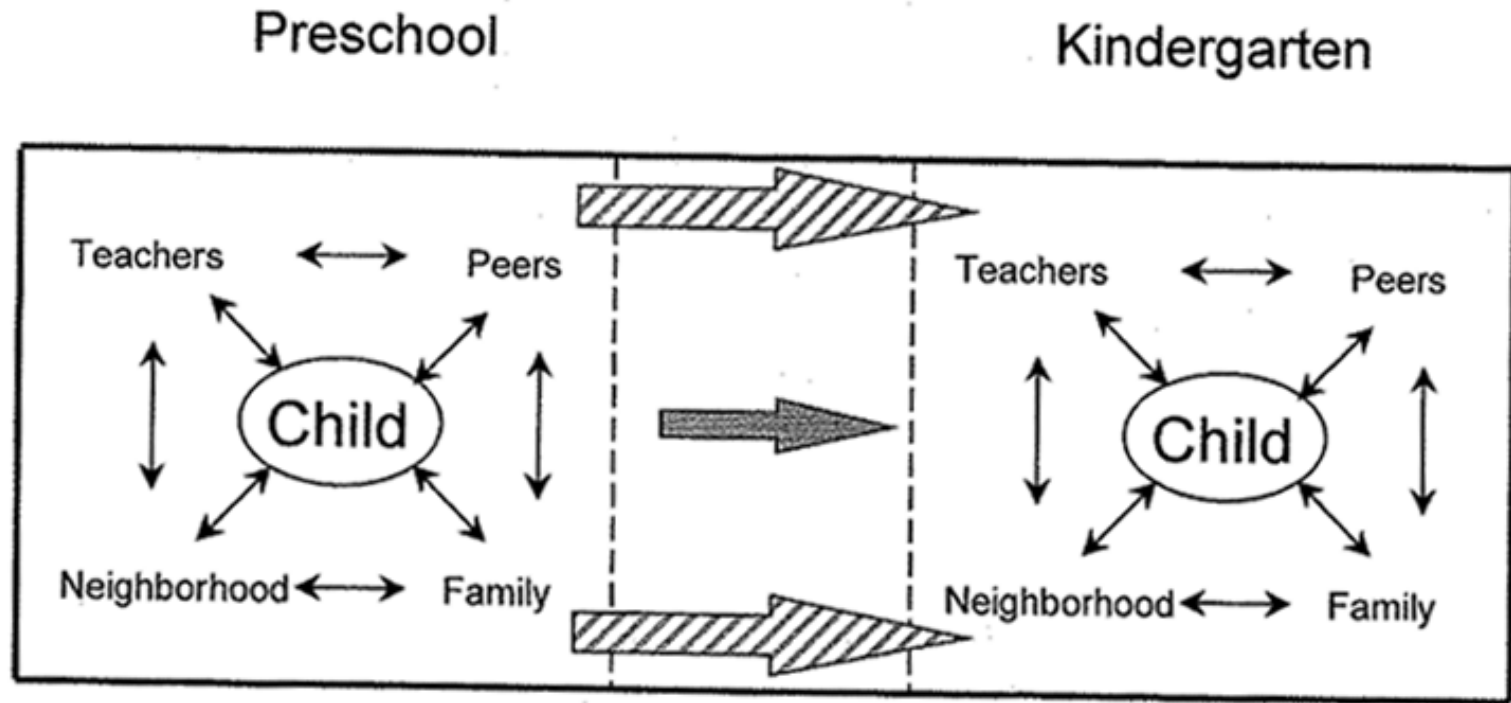 Preschool
Kindergarten
Teachers
Peers
Child
Neighborhood
Family
Teachers
Peers
Child
Neighborhood
Family